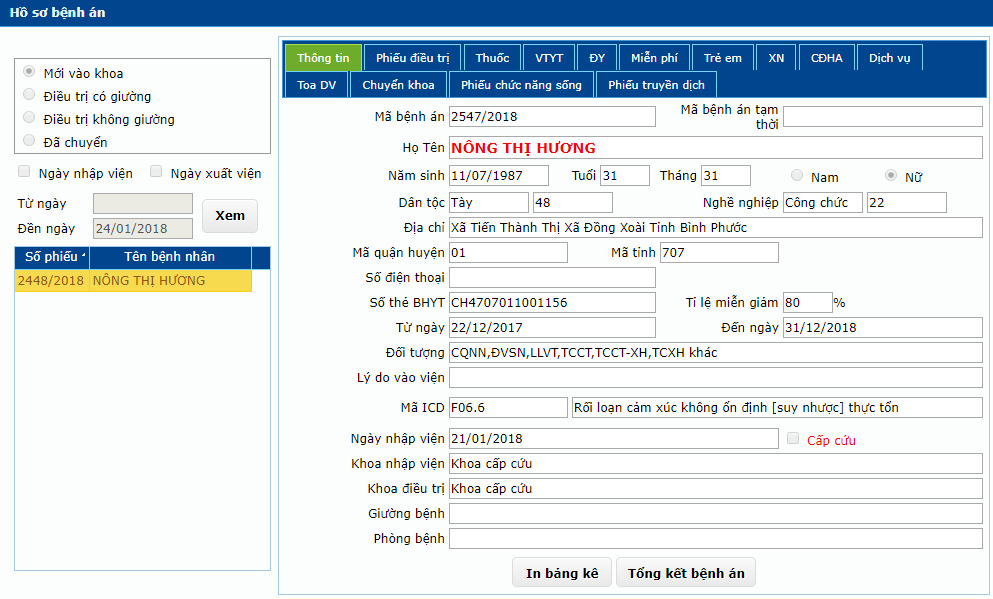 Hồ sơ bệnh án
Mới vào khoa
Điều trị có giường
Điều trị không giường
Đã chuyển
Ngày nhập viện Ngày xuất viện
Từ ngày
Đến ngày 24/01/2018
Xem
Số phiếu Tên bệnh nhân
2448/2018 NÔNG THỊ HƯƠNG
Thông tin Phiếu điều trị Thuốc VTYT ĐY Miễn phí Trẻ em XN CĐHA Dịch vụ
Toa DV Chuyển khoa Phiếu chức năng sống Phiếu truyền dịch
Mã bệnh án 2547/2018 Mã bệnh án tạm
thời
Họ Tên NÔNG THỊ HƯƠNG
Năm sinh 11/07/1987 Tuổi 31 Tháng 31 Nam Nữ
Dân tộc Tày 48 Nghề nghiệp Công chức 22
Địa chỉ Xã Tiến Thành Thị Xã Đồng Xoài Tỉnh Bình Phước
Mã quận huyện 01 Mã tỉnh 707
Số điện thoại
Số thẻ BHYT CH4707011001156 Tỉ lệ miễn giảm 80 %
Từ ngày 22/12/2017 Đến ngày 31/12/2018
Đối tượng CQNN,ĐVSN,LLVT,TCCT,TCCT-XH,TCXH khác
Lý do vào viện
Mã ICD F06.6 Rối loạn cảm xúc không ổn định [suy nhược] thực tổn
Ngày nhập viện 21/01/2018 Cấp cứu
Khoa nhập viện Khoa cấp cứu
Khoa điều trị Khoa cấp cứu
Giường bệnh
Phòng bệnh
In bảng kê Tổng kết bệnh án